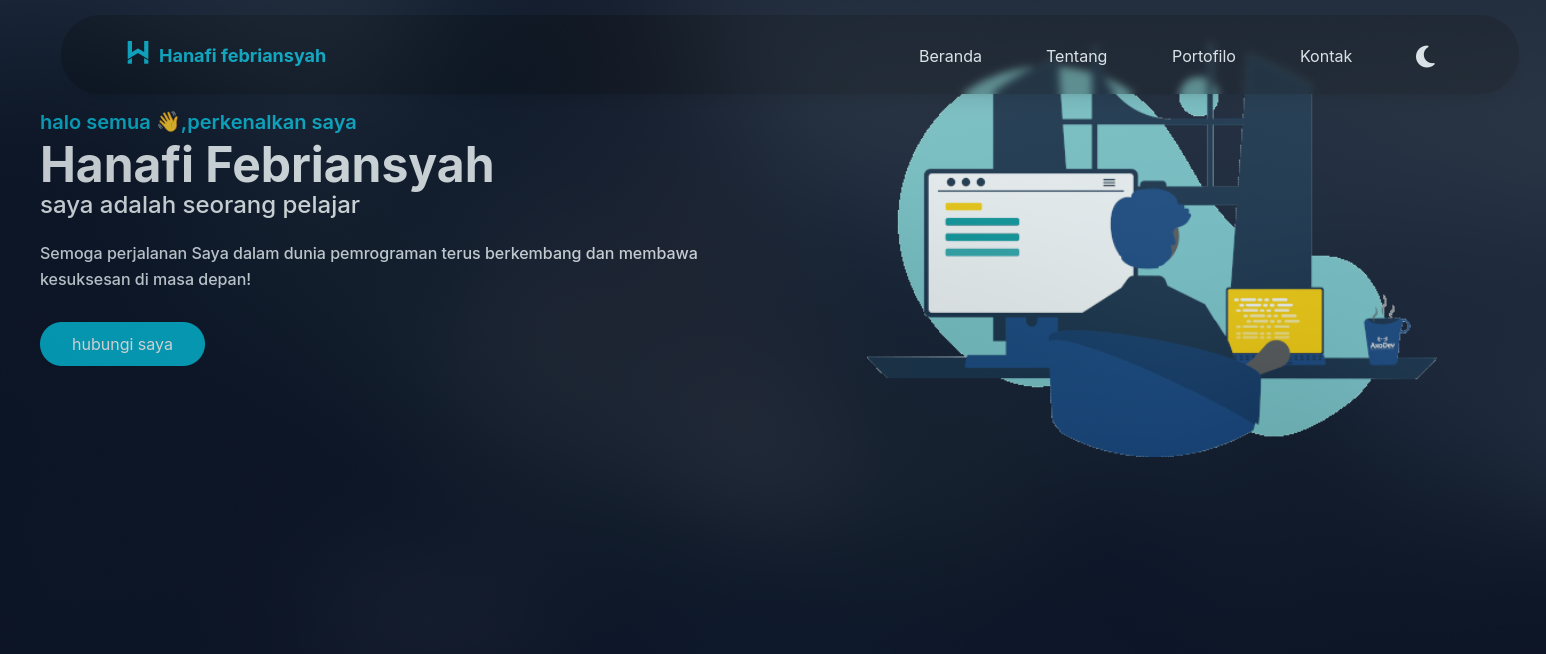 Hanafi febriansyah
Beranda Tentang Portofilo Kontak
halo semua 👋,perkenalkan saya
Hanafi Febriansyah
saya adalah seorang pelajar
Semoga perjalanan Saya dalam dunia pemrograman terus berkembang dan membawa
kesuksesan di masa depan!
hubungi saya
AxoDev